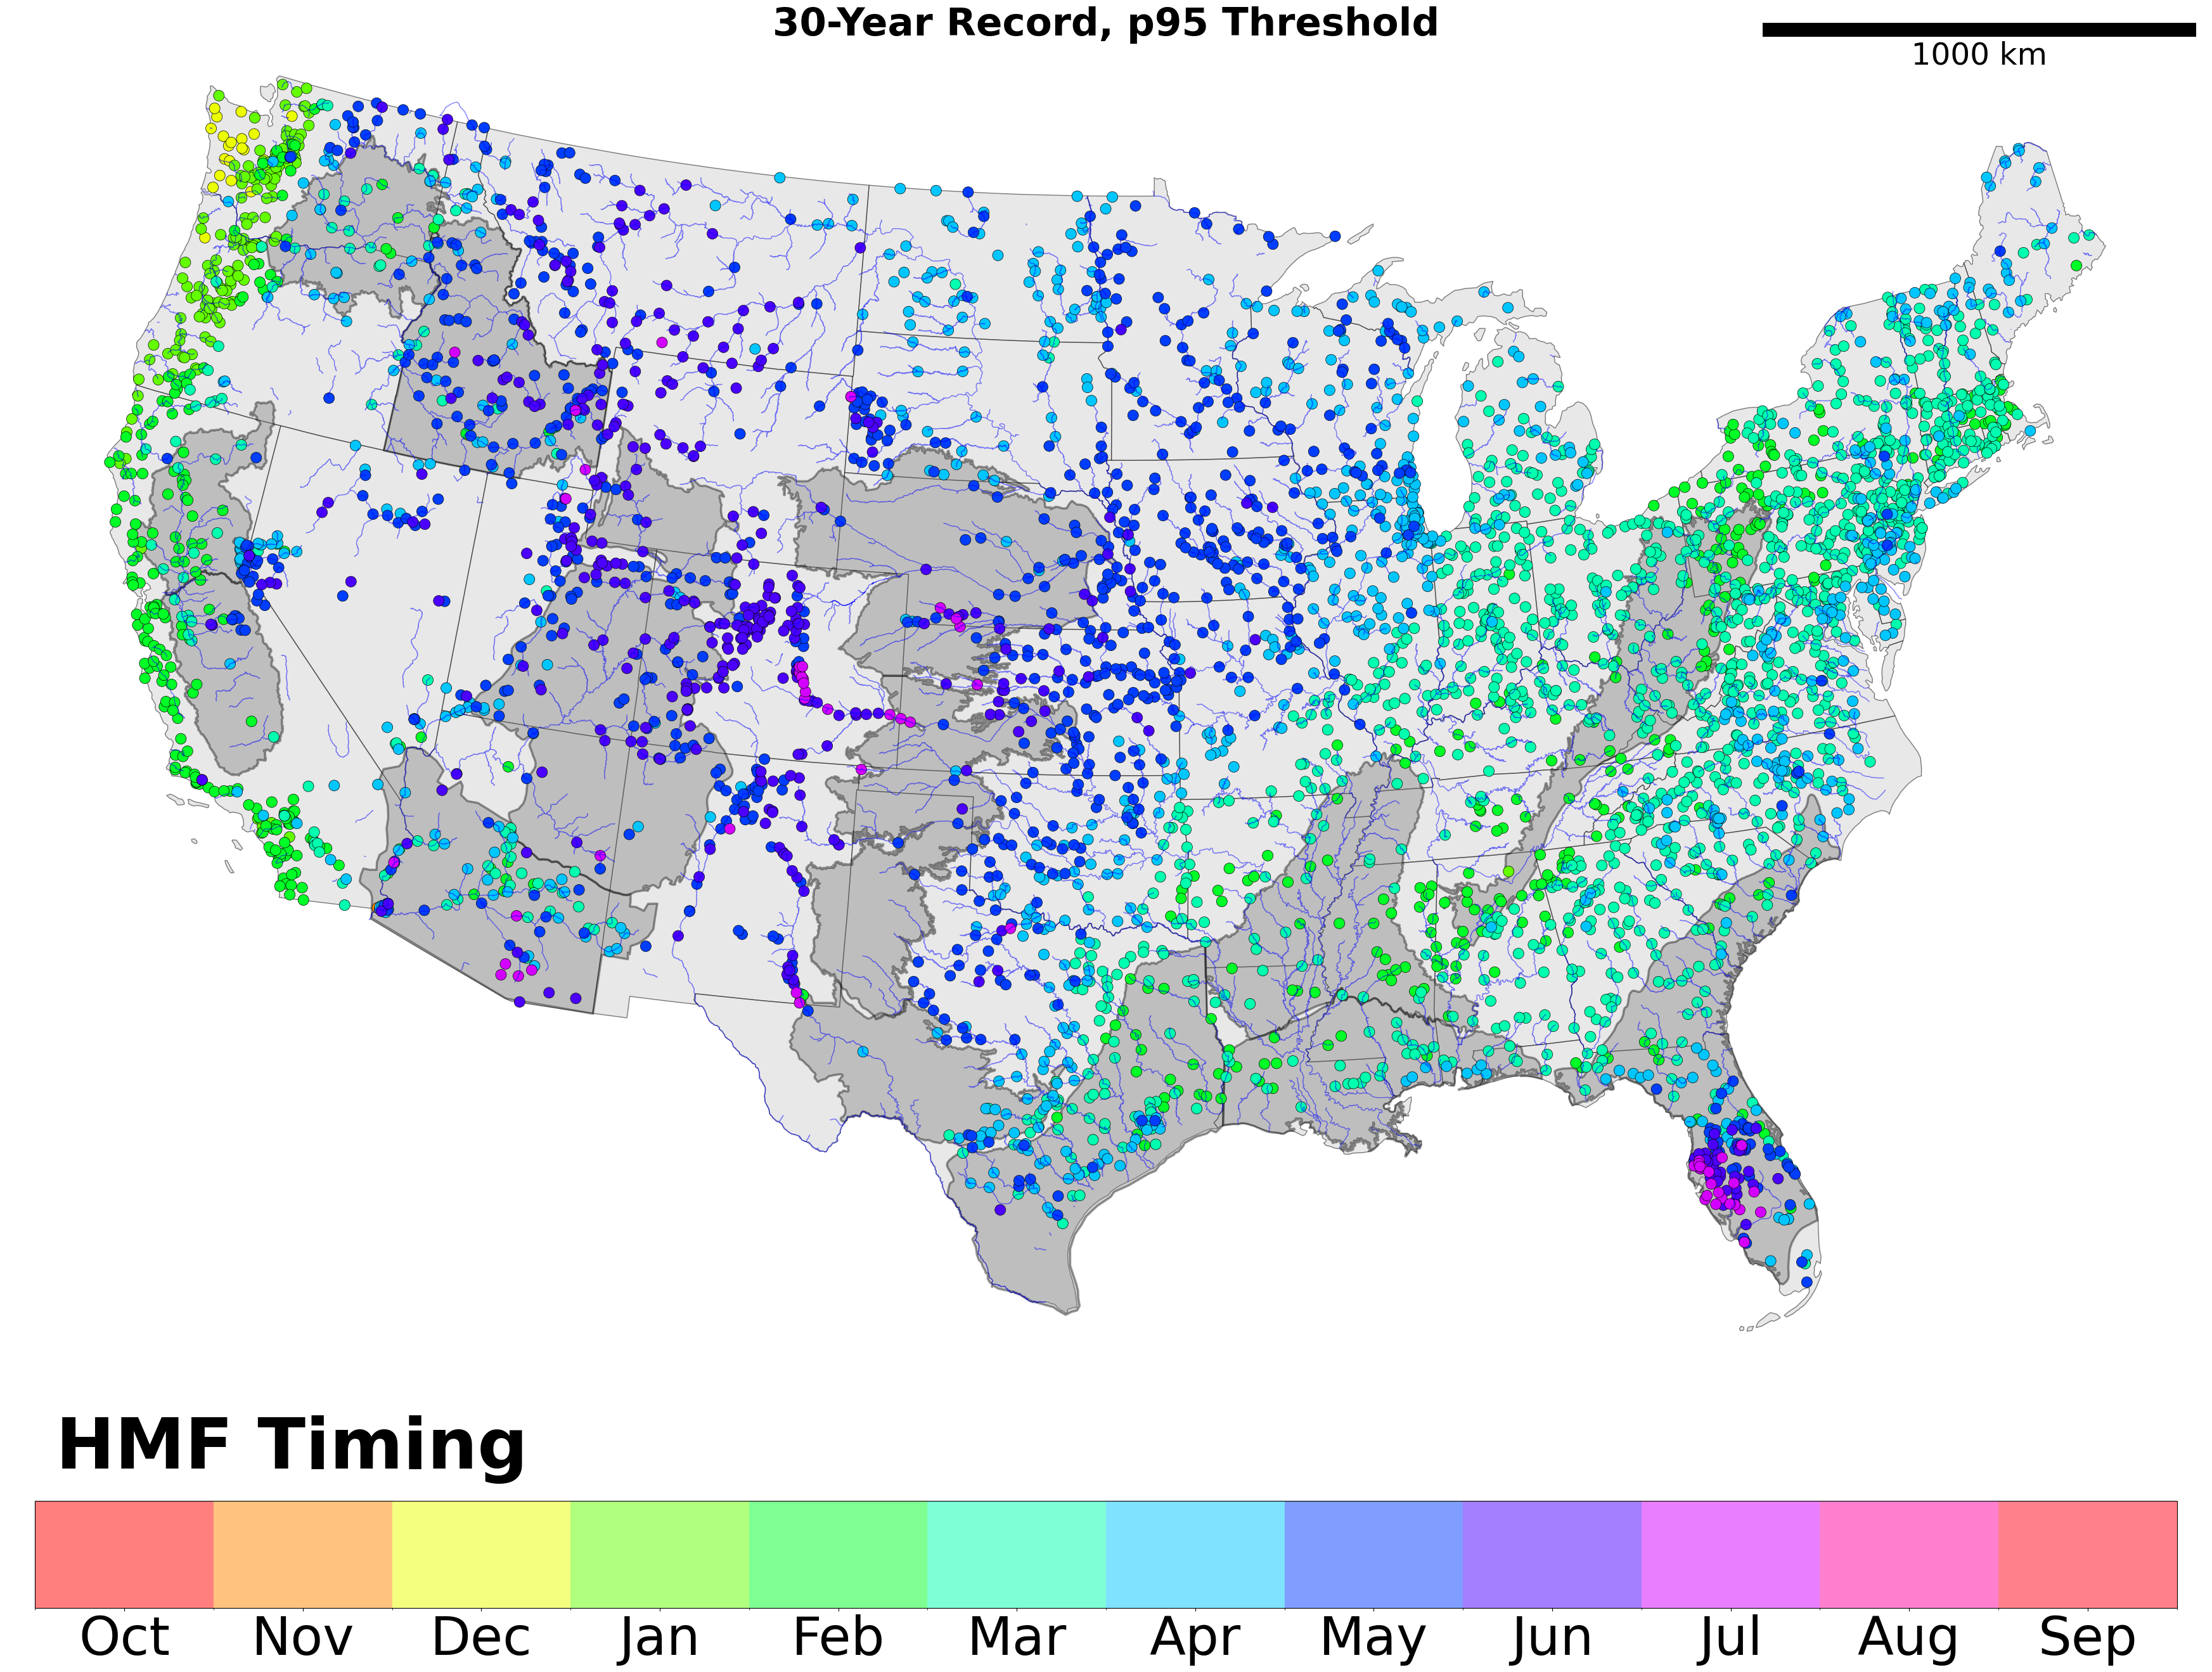 30-Year Record, p95 Threshold
1000 km
HMF Timing
Oct Nov Dec Jan Feb Mar Apr May Jun Jul Aug Sep